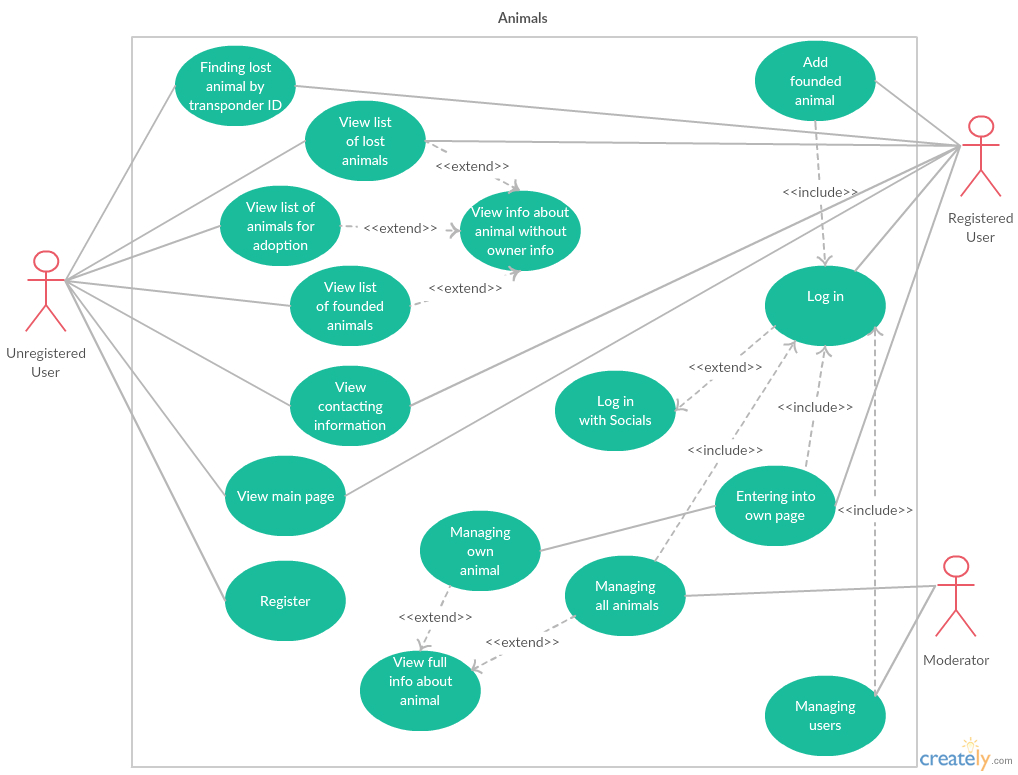 Animals
Finding lost
animal by
transponder ID
Add
founded
animal
View list
of lost
animals
<<extend>>
<<include>>
View list of
animals for
adoption
<<extend>>
View info about
animal without
owner info
Registered
User
View list
of founded
animals
<<extend>>
Log in
Unregistered
User
View
contacting
information
<<extend>>
Log in
with Socials
<<include>>
<<include>>
View main page
Entering into
own page
<<include>>
Managing
own
animal
Register
Managing
all animals
<<extend>>
<<extend>>
View full
info about
animal
Moderator
Managing
users
creately.com